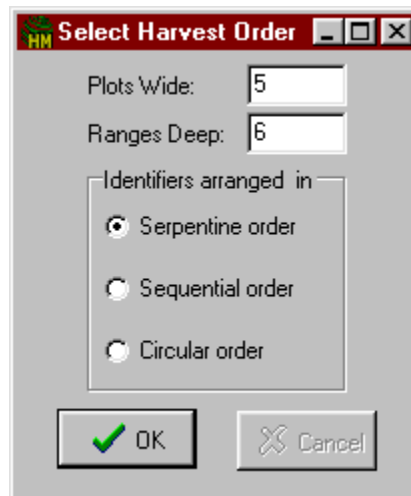 HM Select Harvest Order
Plots Wide: 5
Ranges Deep: 6
Identifiers arranged in
Serpentine order
Sequential order
Circular order
OK Cancel